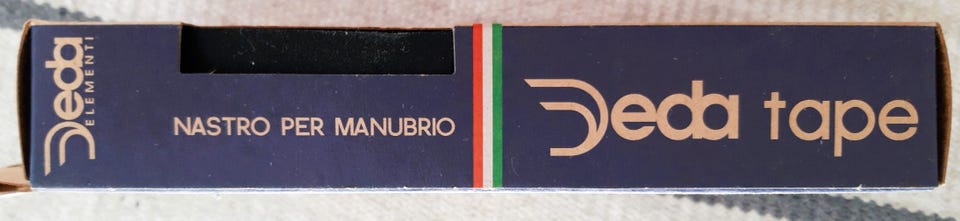 Deda
ELEMENTI
NASTRO PER MANUBRIO
Deda tape